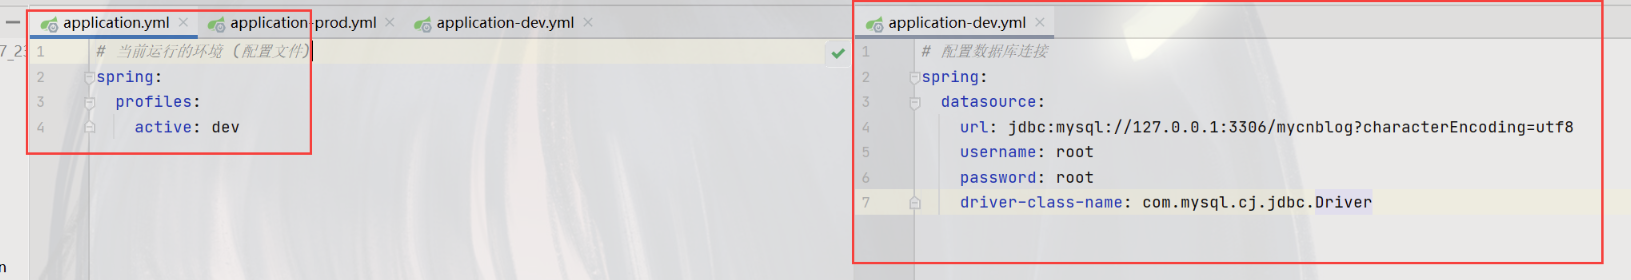 application.yml
application-prod.yml
application-dev.yml
7_23
1 # 当前运行的环境 (配置文件)
2 spring:
3 profiles:
4 active: dev
n
application-dev.yml
1 # 配置数据库连接
2 spring:
3 datasource:
4 url: jdbc:mysql://127.0.0.1:3306/mycnblog?characterEncoding=utf8
5 username: root
6 password: root
7 driver-class-name: com.mysql.cj.jdbc.Driver